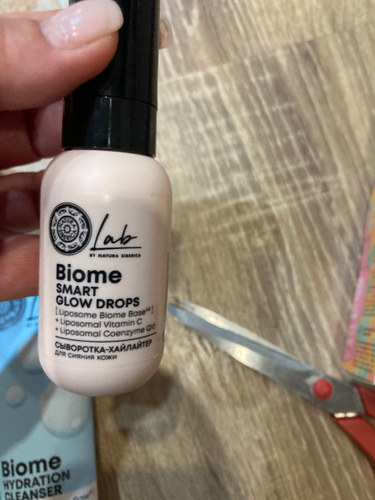 Lab
BY NATURA SIBERICA
Biome
SMART
GLOW DROPS
[ Liposome Biome Base™ ]
+ Liposomal Vitamin C
+ Liposomal Coenzyme Q10
СЫВОРОТКА-ХАЙЛАЙТЕР
для сияния кожи
Biome
HYDRATION
CLEANSER